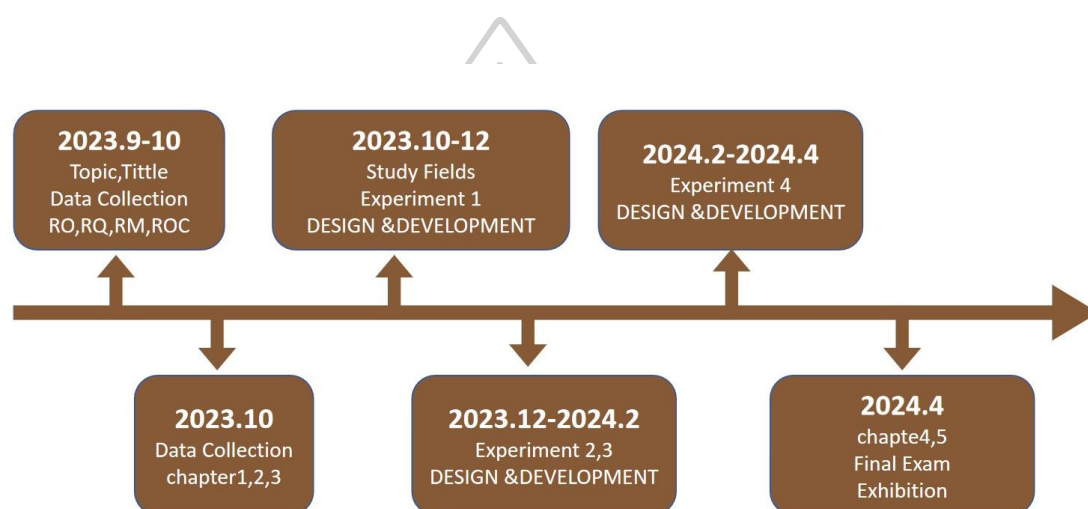 2023.9-10
Topic,Tittle
Data Collection
RO,RQ,RM,ROC
2023.10-12
Study Fields
Experiment 1
DESIGN &DEVELOPMENT
2024.2-2024.4
Experiment 4
DESIGN &DEVELOPMENT
2023.10
Data Collection
chapter1,2,3
2023.12-2024.2
Experiment 2,3
DESIGN &DEVELOPMENT
2024.4
chapte4,5
Final Exam
Exhibition